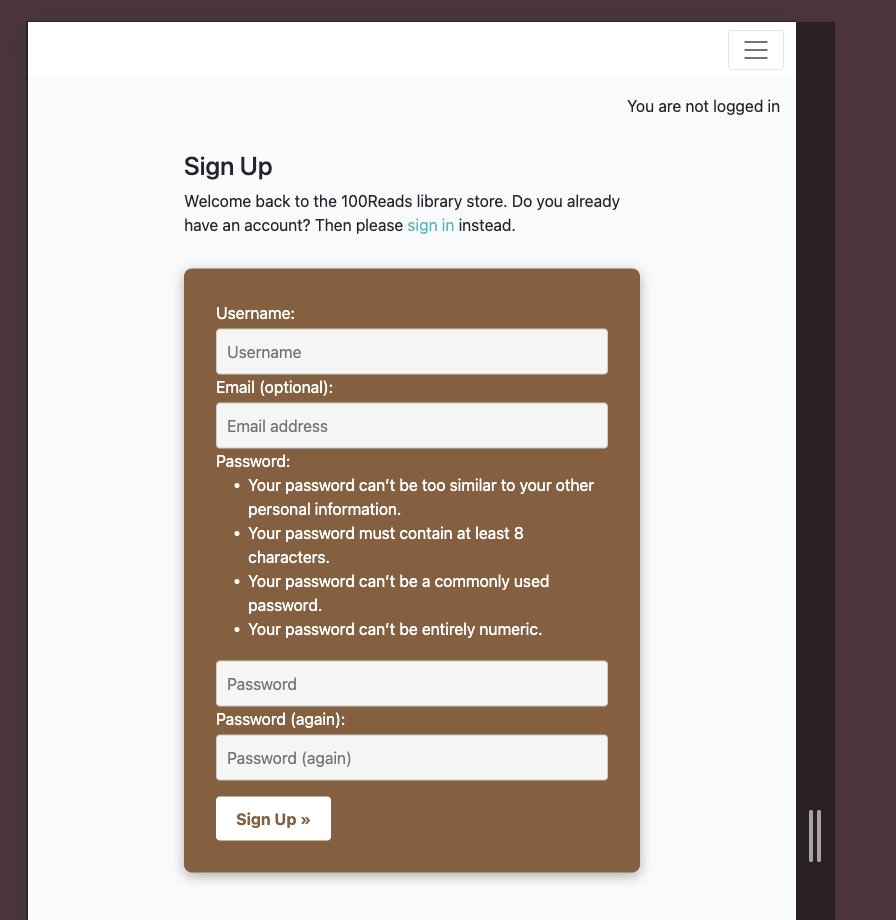 You are not logged in
Sign Up
Welcome back to the 100Reads library store. Do you already
have an account? Then please sign in instead.
Username:
Username
Email (optional):
Email address
Password:
• Your password can’t be too similar to your other
personal information.
• Your password must contain at least 8
characters.
• Your password can’t be a commonly used
password.
• Your password can’t be entirely numeric.
Password
Password (again):
Password (again)
Sign Up »